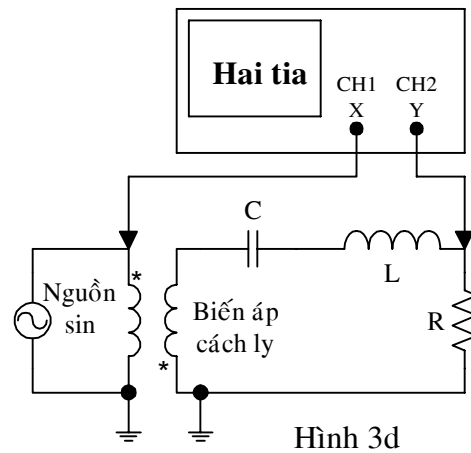 Hai tia
CH1
X
CH2
Y
C
L
*
Nguồn
sin
Biến áp
cách ly
*
R
Hình 3d